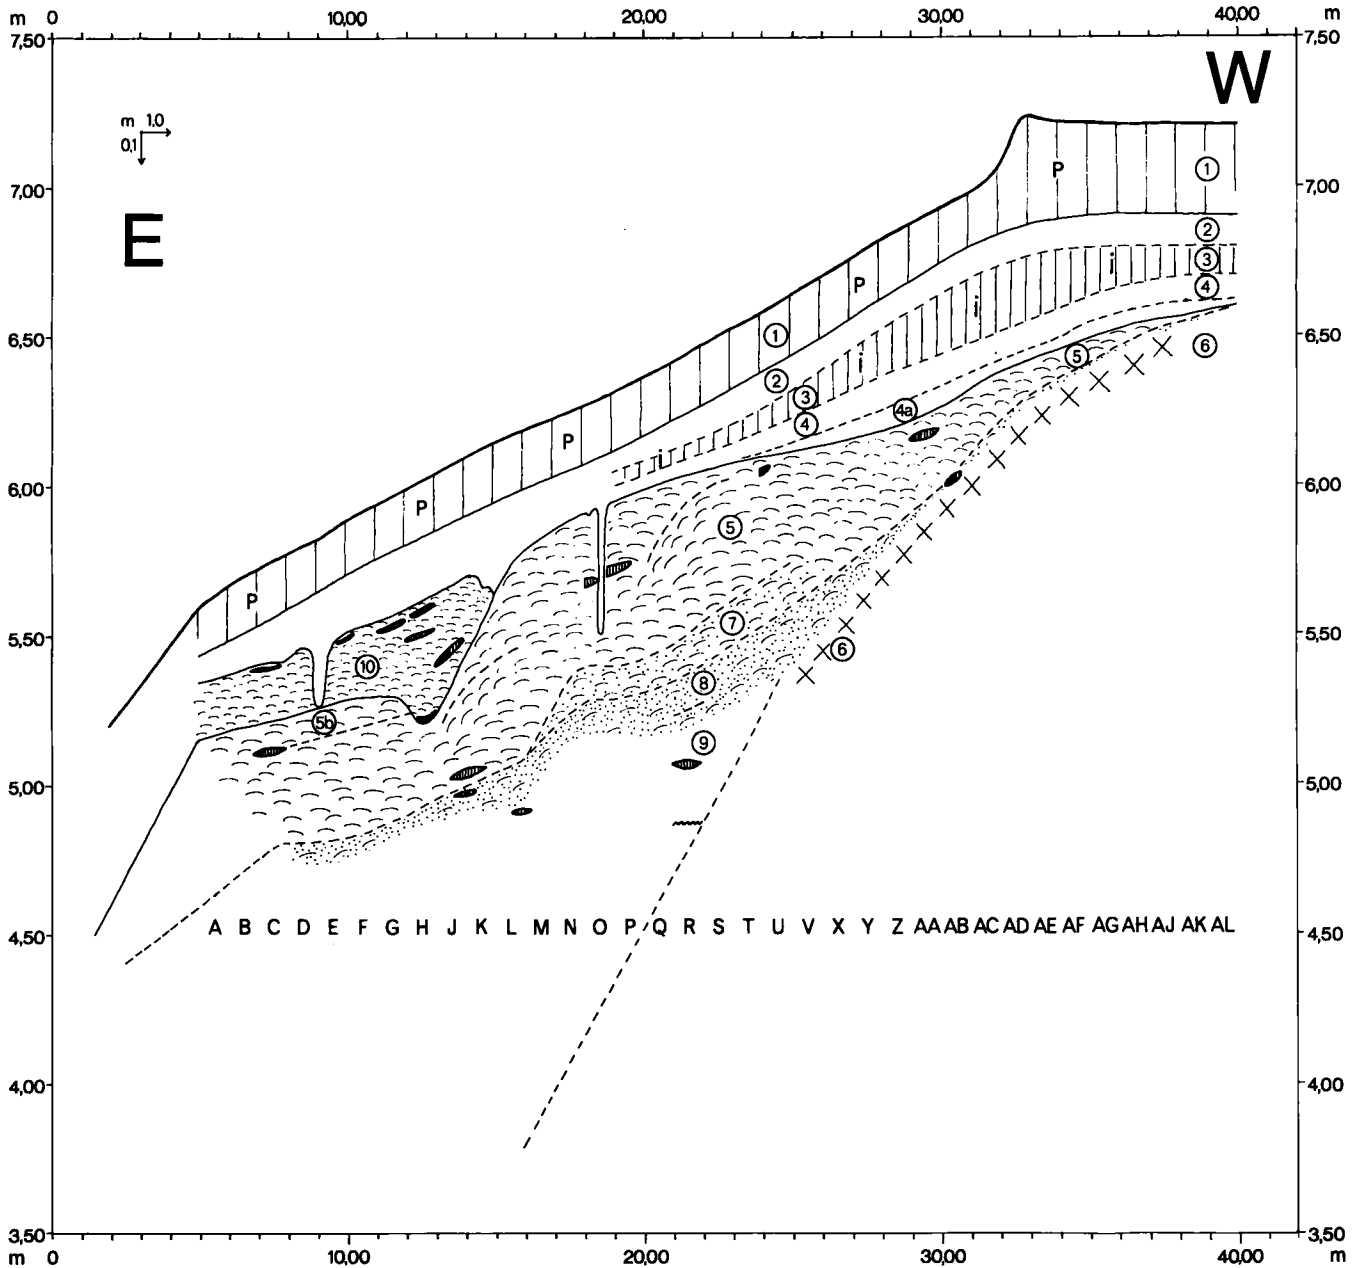 m 0 10,00 20,00 30,00 40,00 m
7,50 7,50
W
m 1.0
0,1
P 1
7,00 7,00
2
E
3
i
4
P
i
6,50 1 6,50
6
5
i
2
3
4a
4
P
i
6,00 6,00
P
5
P
7
5,50 5,50
6
10
8
5b
9
5,00 5,00
A B C D E F G H J K L M N O P Q R S T U V X Y Z AA AB AC AD AE AF AG AH AJ AK AL
4,50 4,50
4,00 4,00
3,50 3,50
m 0 10,00 20,00 30,00 40,00 m